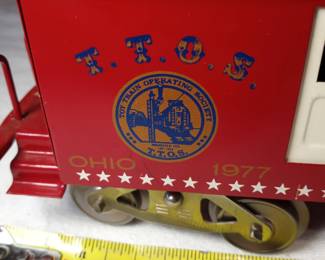 T.T.O.S.
TOY TRAIN OPERATING SOCIETY
T.T.O.S.
OHIO 1977